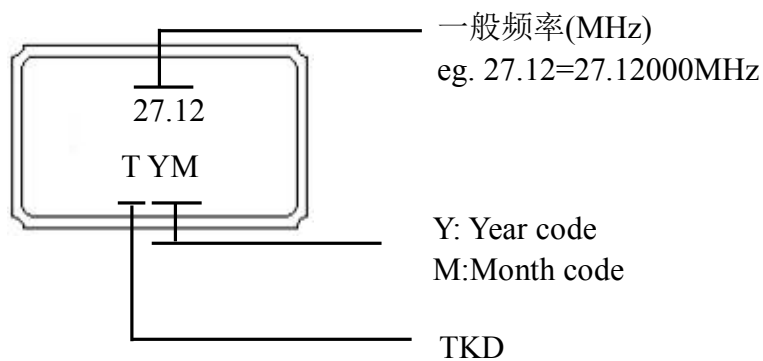 一般频率(MHz)
eg. 27.12=27.12000MHz
27.12
T YM
Y: Year code
M:Month code
TKD